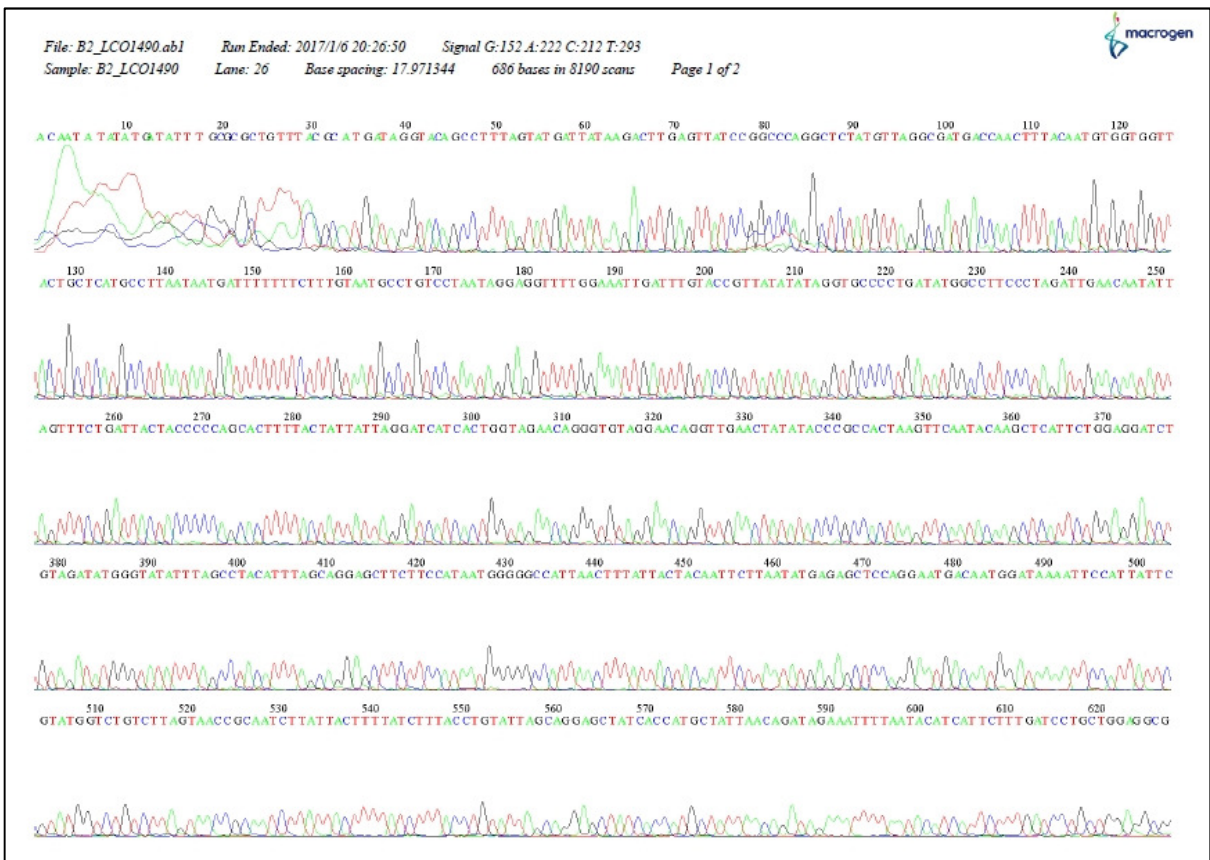 macrogen
File: B2_LCO1490.ab1 Run Ended: 2017/1/6 20:26:50 Signal G:152 A:222 C:212 T:293
Sample: B2_LCO1490 Lane: 26 Base spacing: 17.971344 686 bases in 8190 scans Page 1 of 2
10 20 30 40 50 60 70 80 90 100 110 120
A C AAT A T AT AT GATATTT GCGCGCTGTTTACGCATGATAGGTACAGCCTTTAGTATGATTATAAGACTTGAGTTATCCGGCCCAGGCTCTATGTTAGGCGATGACCAACTTTACAATGTGGTGGTT
130 140 150 160 170 180 190 200 210 220 230 240 250
ACTGCTCATGCCTTAATAATGATTTTTTTCTTTGTAATGCCTGTCCTAATAGGAGGTTTTGGAAATTGATTTGTACCGTTATATATAGGTGCCCCTGATATGGCCTTCCCTAGATTGAACAATATT
260 270 280 290 300 310 320 330 340 350 360 370
AGTTTCTGATTACTACCCCCAGCACTTTTACTATTATTAGGATCATCACTGGTAGAACAGGGTGTAGGAACAGGTTGAACTATATACCCGCCACTAAGTTCAATACAAGCTCATTCTGGAGGATCT
380 390 400 410 420 430 440 450 460 470 480 490 500
GTAGATATGGGTATATTTAGCCTACATTTAGCAGGAGCTTCTTCCATAATGGGGGCCATTAACTTTATTACTACAATTCTTAATATGAGAGCTCCAGGAATGACAATGGATAAAATTCCATTATTC
510 520 530 540 550 560 570 580 590 600 610 620
GTATGGTCTGTCTTAGTAACCGCAATCTTATTACTTTTATCTTTACCTGTATTAGCAGGAGCTATCACCATGCTATTAACAGATAGAAATTTTAATACATCATTCTTTGATCCTGCTGGAGGCG